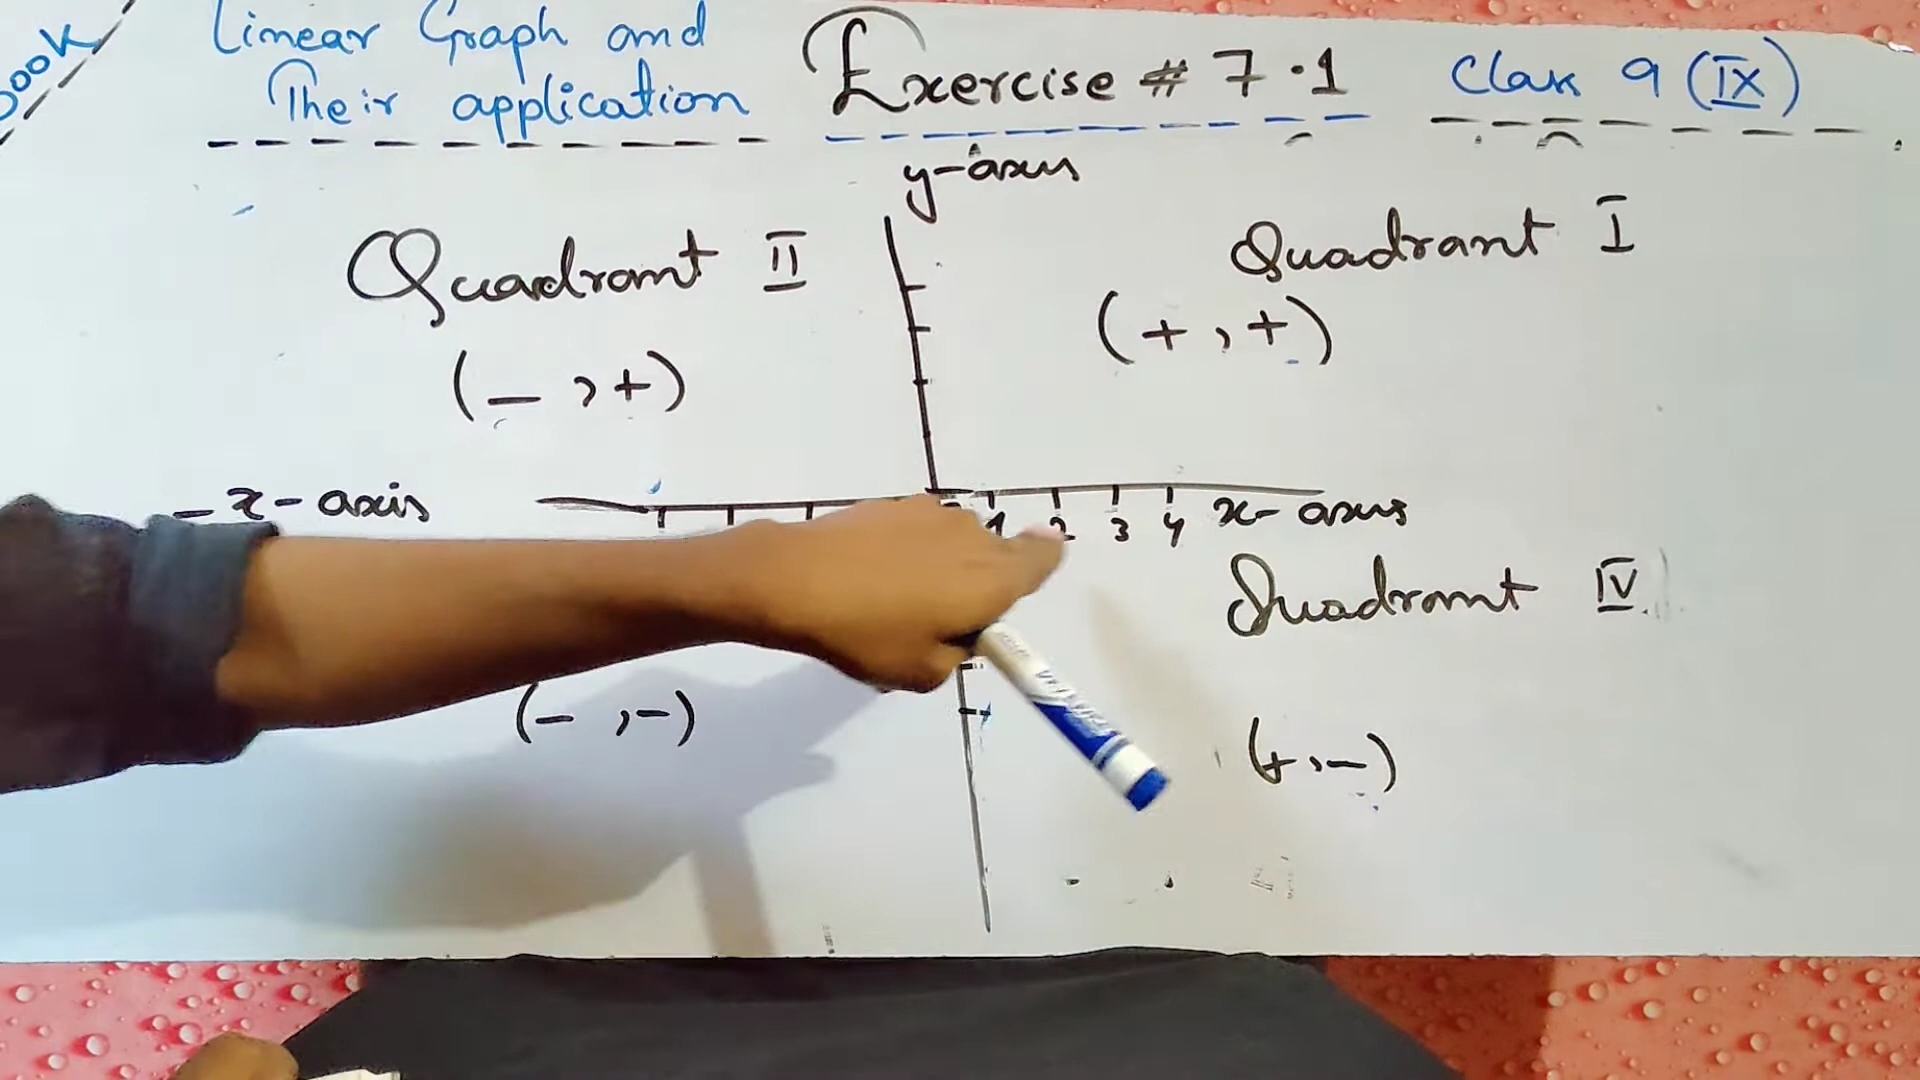 book
Linear Graph and
Their application
Exercise # 7.1
Class 9 (IX)
y-axis
Quadrant II
Quadrant I
(+ , +)
(- , +)
- x-axis
1 2 3 4 x-axis
Quadrant IV
(- , -)
(+ , -)